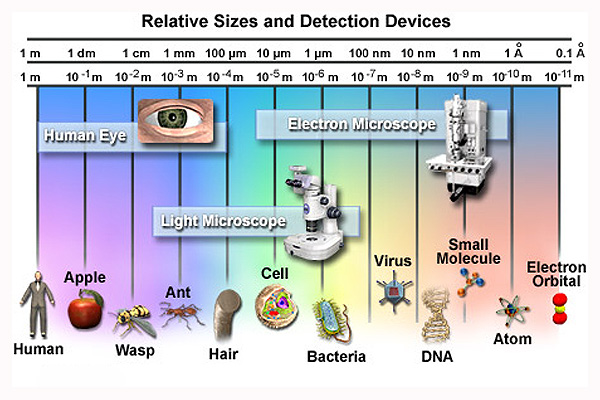 Relative Sizes and Detection Devices
1 m 1 dm 1 cm 1 mm 100 µm 10 µm 1 µm 100 nm 10 nm 1 nm 1 Å 0.1 Å
1 m 10⁻¹ m 10⁻² m 10⁻³ m 10⁻⁴ m 10⁻⁵ m 10⁻⁶ m 10⁻⁷ m 10⁻⁸ m 10⁻⁹ m 10⁻¹⁰ m 10⁻¹¹ m
Human Eye
Electron Microscope
Light Microscope
Human
Apple
Wasp
Ant
Hair
Cell
Bacteria
Virus
DNA
Small
Molecule
Atom
Electron
Orbital